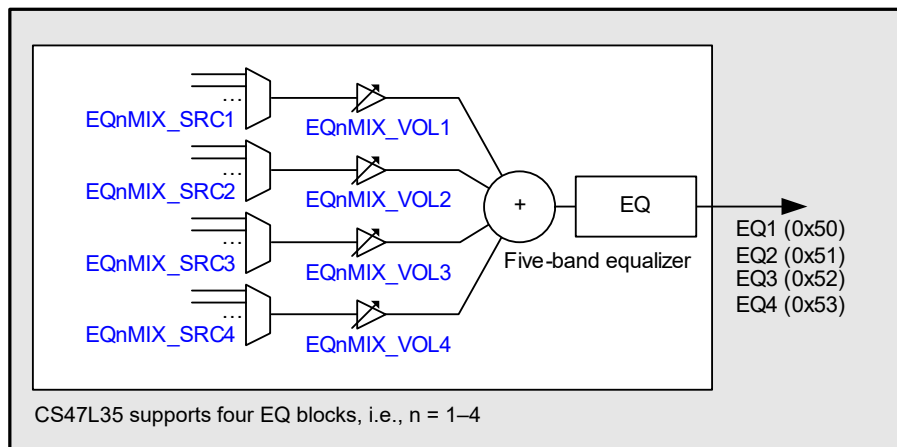 ...
EQnMIX_SRC1
EQnMIX_VOL1
...
EQnMIX_SRC2
EQnMIX_VOL2
...
EQnMIX_SRC3
EQnMIX_VOL3
...
EQnMIX_SRC4
EQnMIX_VOL4
+
EQ
Five-band equalizer
EQ1 (0x50)
EQ2 (0x51)
EQ3 (0x52)
EQ4 (0x53)
CS47L35 supports four EQ blocks, i.e., n = 1–4